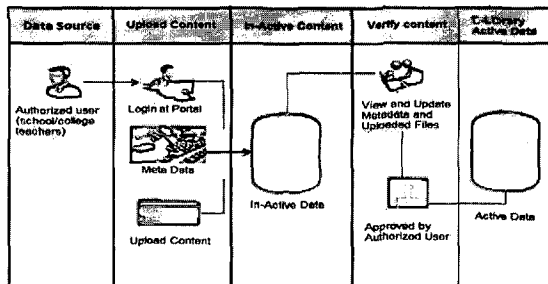 Data Source
Upload Content
In-Active Content
Verify content
E-Library
Active Data
Authorized user
(school/college
teachers)
Login at Portal
Meta Data
Upload Content
In-Active Data
View and Update
Metadata and
Uploaded Files
Approved by
Authorized User
Active Data